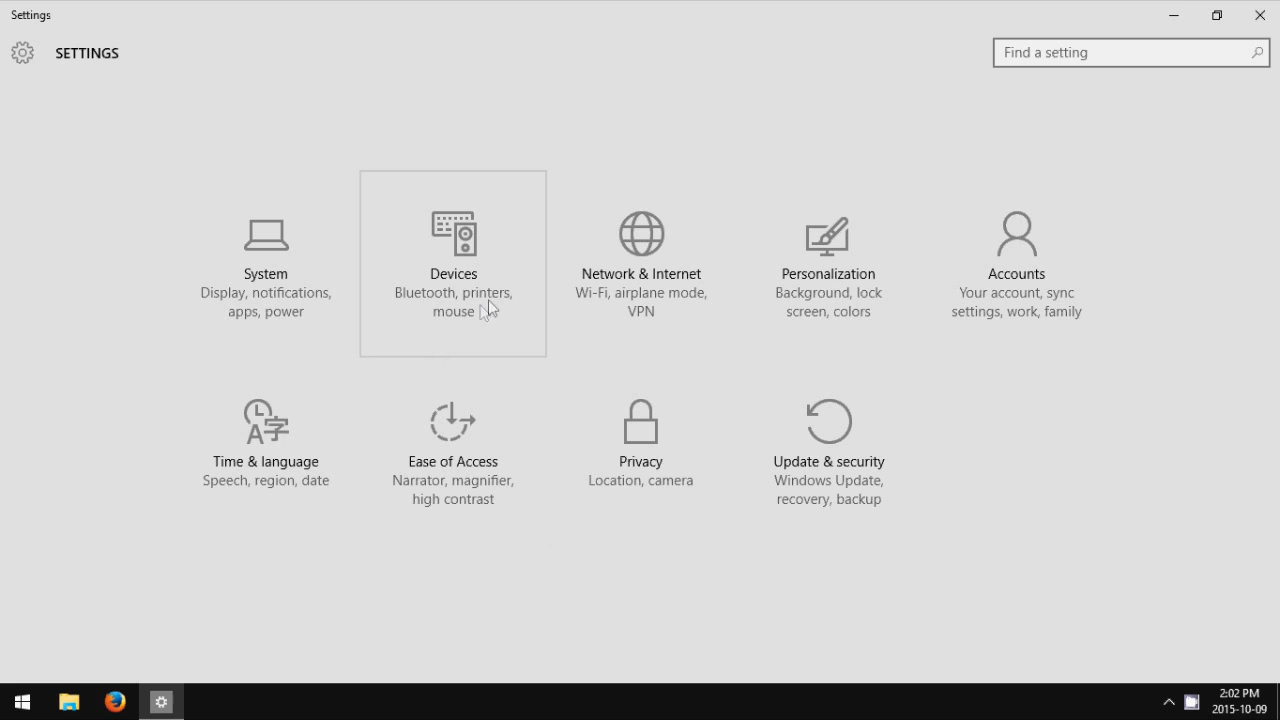 Settings
SETTINGS
Find a setting
System
Display, notifications,
apps, power
Devices
Bluetooth, printers,
mouse
Network & Internet
Wi-Fi, airplane mode,
VPN
Personalization
Background, lock
screen, colors
Accounts
Your account, sync
settings, work, family
A字
Time & language
Speech, region, date
Ease of Access
Narrator, magnifier,
high contrast
Privacy
Location, camera
Update & security
Windows Update,
recovery, backup
2:02 PM
2015-10-09